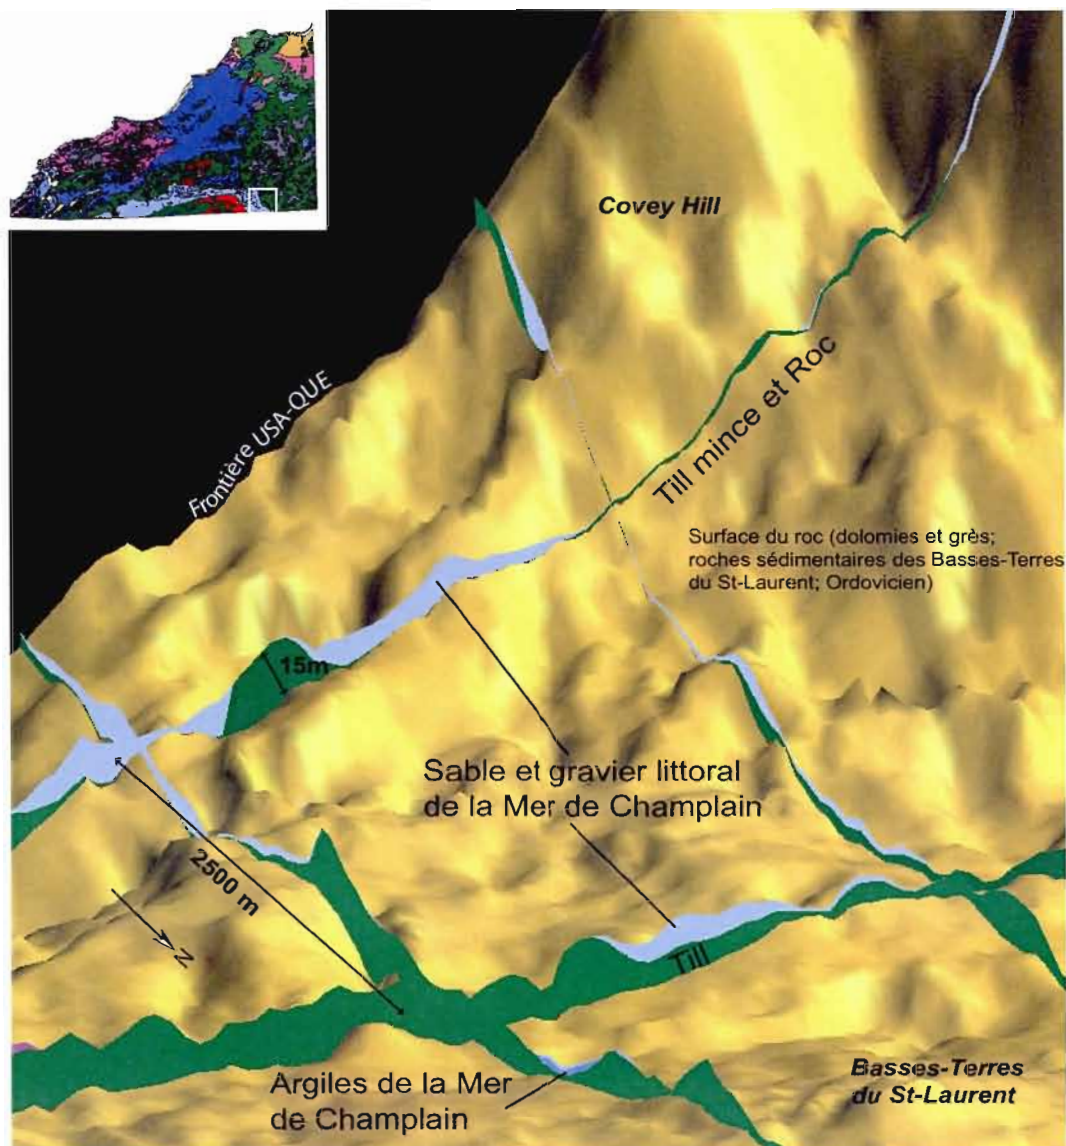 Covey Hill
Frontière USA-QUE
Till mince et Roc
Surface du roc (dolomies et grès;
roches sédimentaires des Basses-Terres
du St-Laurent; Ordovicien)
15m
Sable et gravier littoral
de la Mer de Champlain
2500 m
N
Till
Argiles de la Mer
de Champlain
Basses-Terres
du St-Laurent